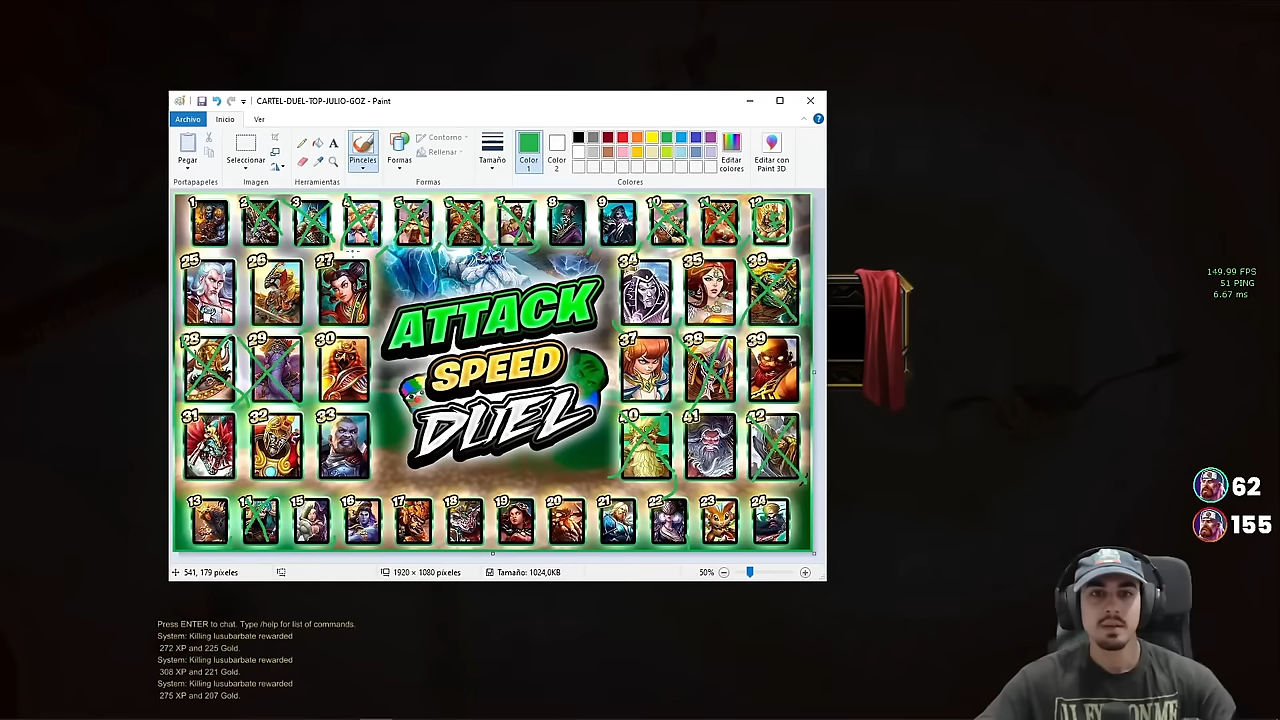 CARTEL-DUEL-TOP-JULIO-GOZ - Paint
Archivo Inicio Ver
Pegar Seleccionar Pinceles Formas Contorno Rellenar Tamaño Color 1 Color 2 Editar colores Editar con Paint 3D
Portapapeles Imagen Herramientas Formas Colores
1 2 3 4 5 6 7 8 9 10 11 12
25 26 27 34 35 36
ATTACK
28 29 30 37 38 39
SPEED
DUEL
31 32 33 40 41 42
13 14 15 16 17 18 19 20 21 22 23 24
541, 179 píxeles 1920 × 1080 píxeles Tamaño: 1024,0KB 50%
149.99 FPS
51 PING
6.67 ms
62
155
Press ENTER to chat. Type /help for list of commands.
System: Killing lusubarbate rewarded
272 XP and 225 Gold.
System: Killing lusubarbate rewarded
308 XP and 221 Gold.
System: Killing lusubarbate rewarded
275 XP and 207 Gold.